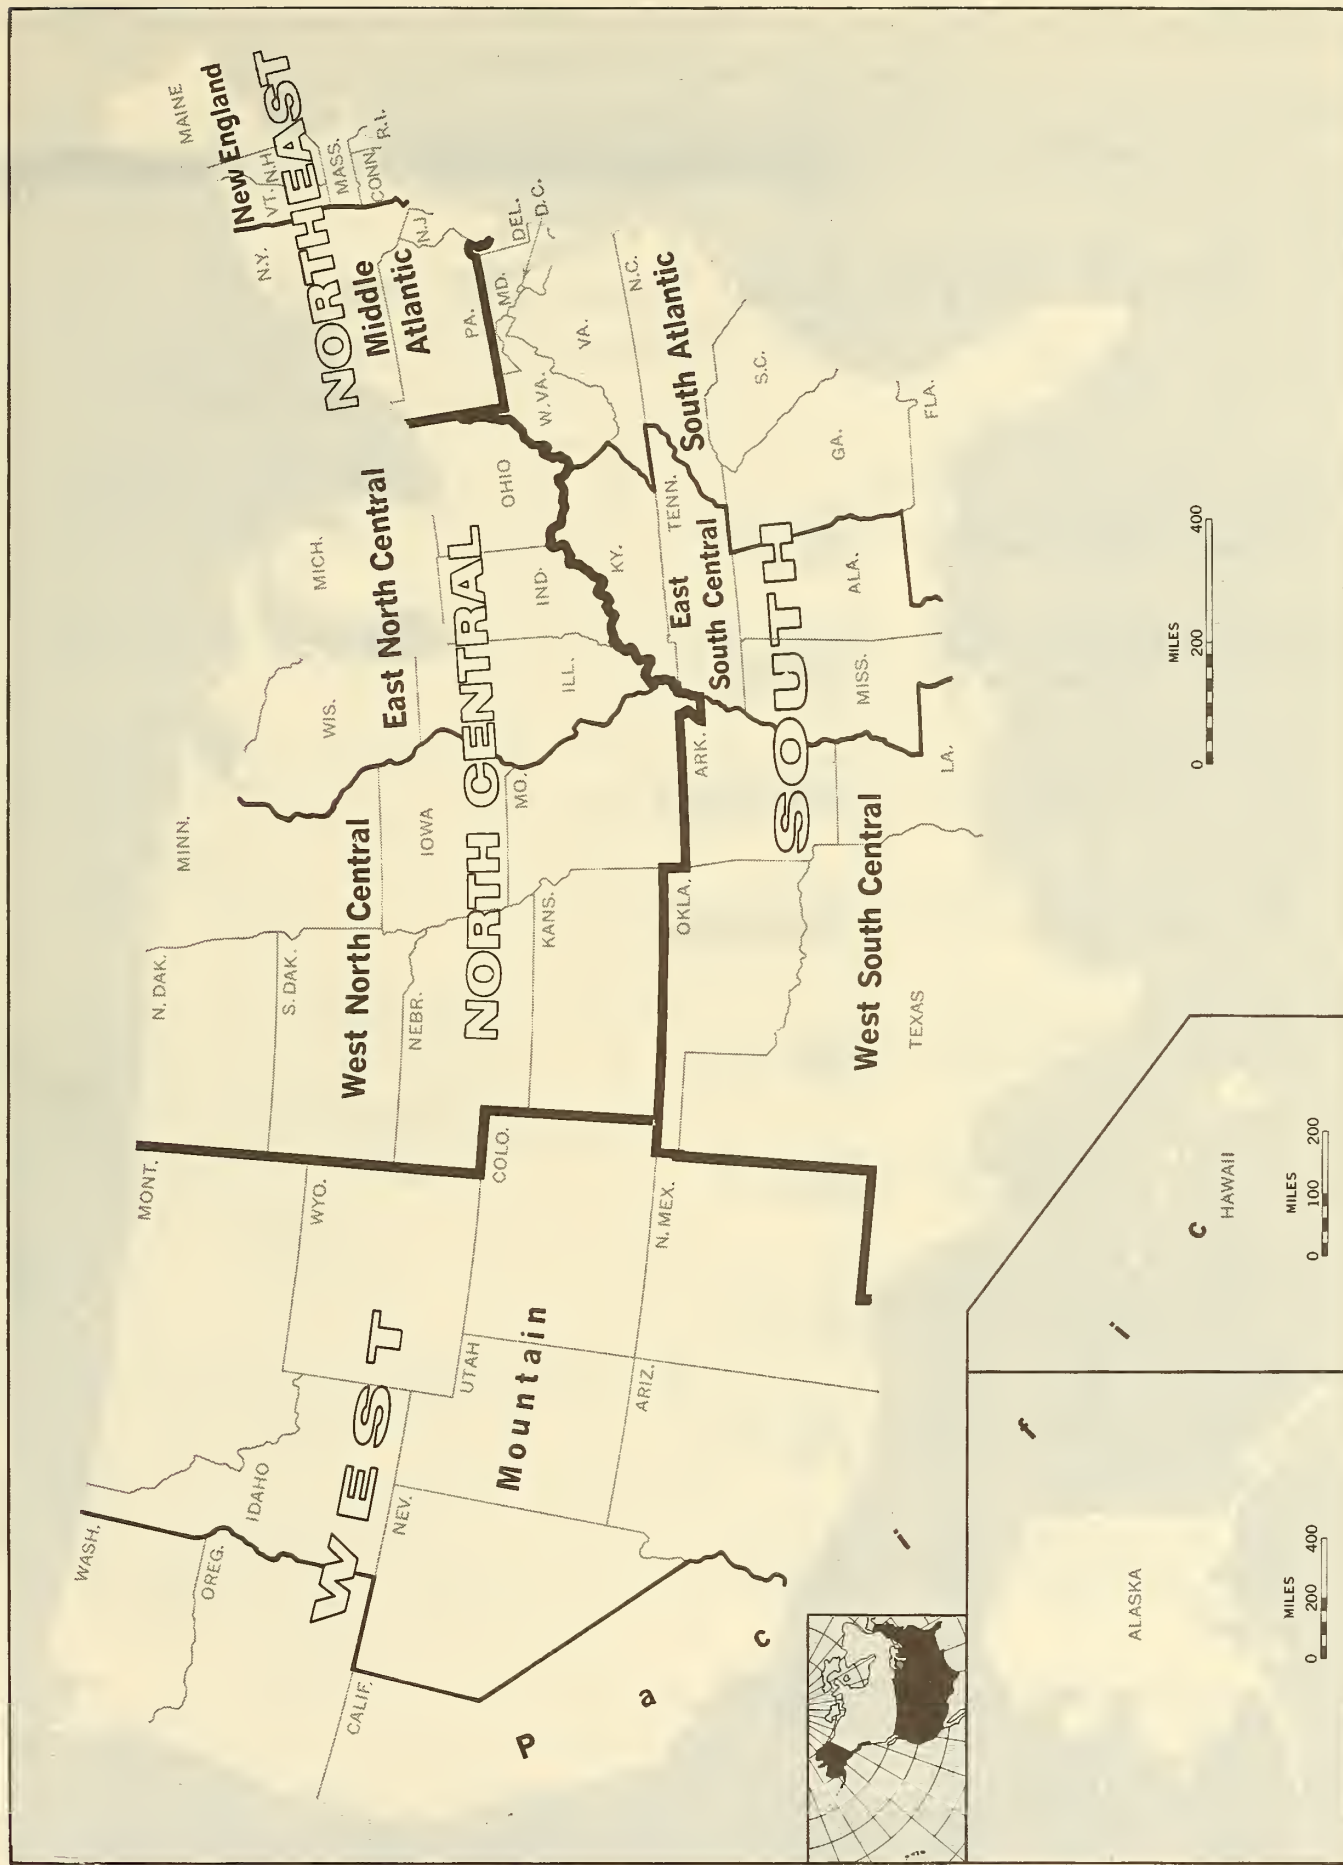 WEST
NORTH CENTRAL
NORTHEAST
SOUTH
Pacific
Mountain
West North Central
East North Central
Middle
Atlantic
New England
West South Central
East
South Central
South Atlantic
WASH.
OREG.
CALIF.
IDAHO
NEV.
MONT.
WYO.
UTAH
COLO.
ARIZ.
N. MEX.
N. DAK.
S. DAK.
NEBR.
KANS.
MINN.
IOWA
MO.
WIS.
ILL.
MICH.
IND.
OHIO
OKLA.
TEXAS
ARK.
LA.
KY.
TENN.
MISS.
ALA.
W. VA.
VA.
MD.
DEL.
D.C.
N.C.
S.C.
GA.
FLA.
N.Y.
PA.
N.J.
MAINE
VT.
N.H.
MASS.
CONN.
R.I.
ALASKA
MILES
0 200 400
HAWAII
MILES
0 100 200
MILES
0 200 400